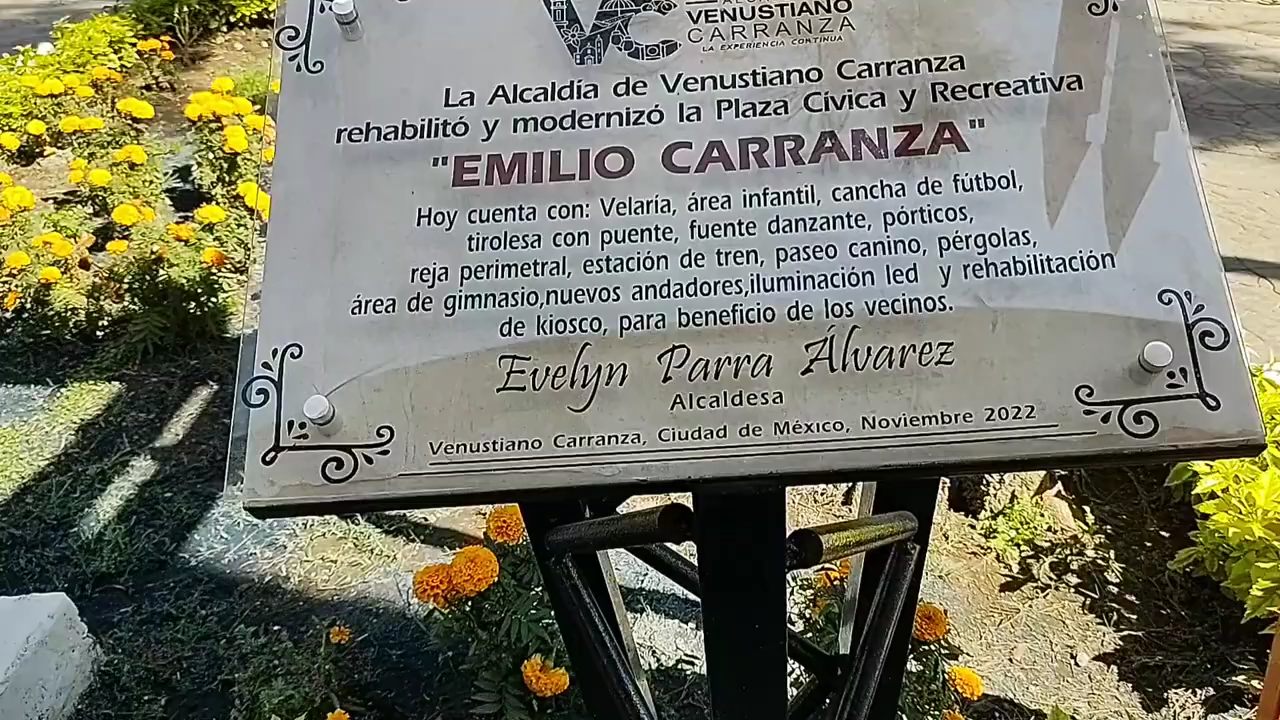 VENUSTIANO
CARRANZA
LA EXPERIENCIA CONTINÚA
La Alcaldía de Venustiano Carranza
rehabilitó y modernizó la Plaza Cívica y Recreativa
"EMILIO CARRANZA"
Hoy cuenta con: Velaría, área infantil, cancha de fútbol,
tirolesa con puente, fuente danzante, pórticos,
reja perimetral, estación de tren, paseo canino, pérgolas,
área de gimnasio,nuevos andadores,iluminación led y rehabilitación
de kiosco, para beneficio de los vecinos.
Evelyn Parra Álvarez
Alcaldesa
Venustiano Carranza, Ciudad de México, Noviembre 2022